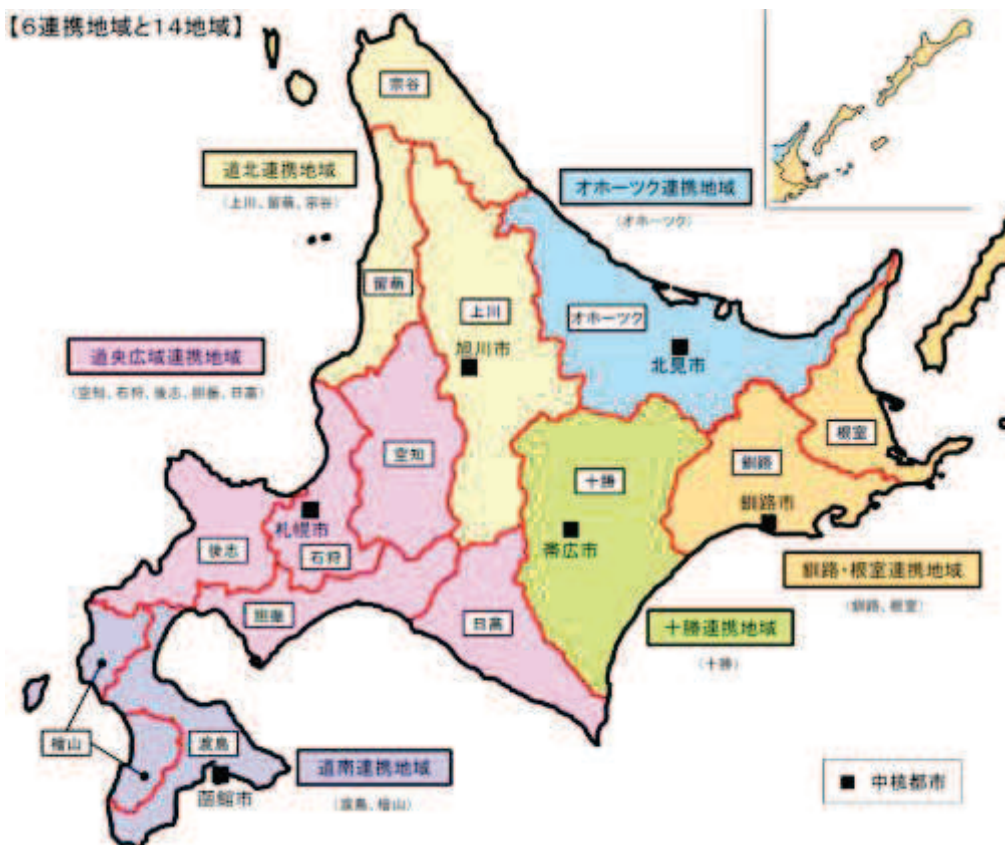 【6連携地域と14地域】
宗谷
道北連携地域
(上川、留萌、宗谷)
オホーツク連携地域
(オホーツク)
留萌
上川
旭川市
オホーツク
北見市
道央広域連携地域
(空知、石狩、後志、胆振、日高)
空知
十勝
釧路
根室
札幌市
石狩
後志
帯広市
釧路市
胆振
日高
釧路・根室連携地域
(釧路、根室)
十勝連携地域
(十勝)
檜山
渡島
函館市
道南連携地域
(渡島、檜山)
中核都市